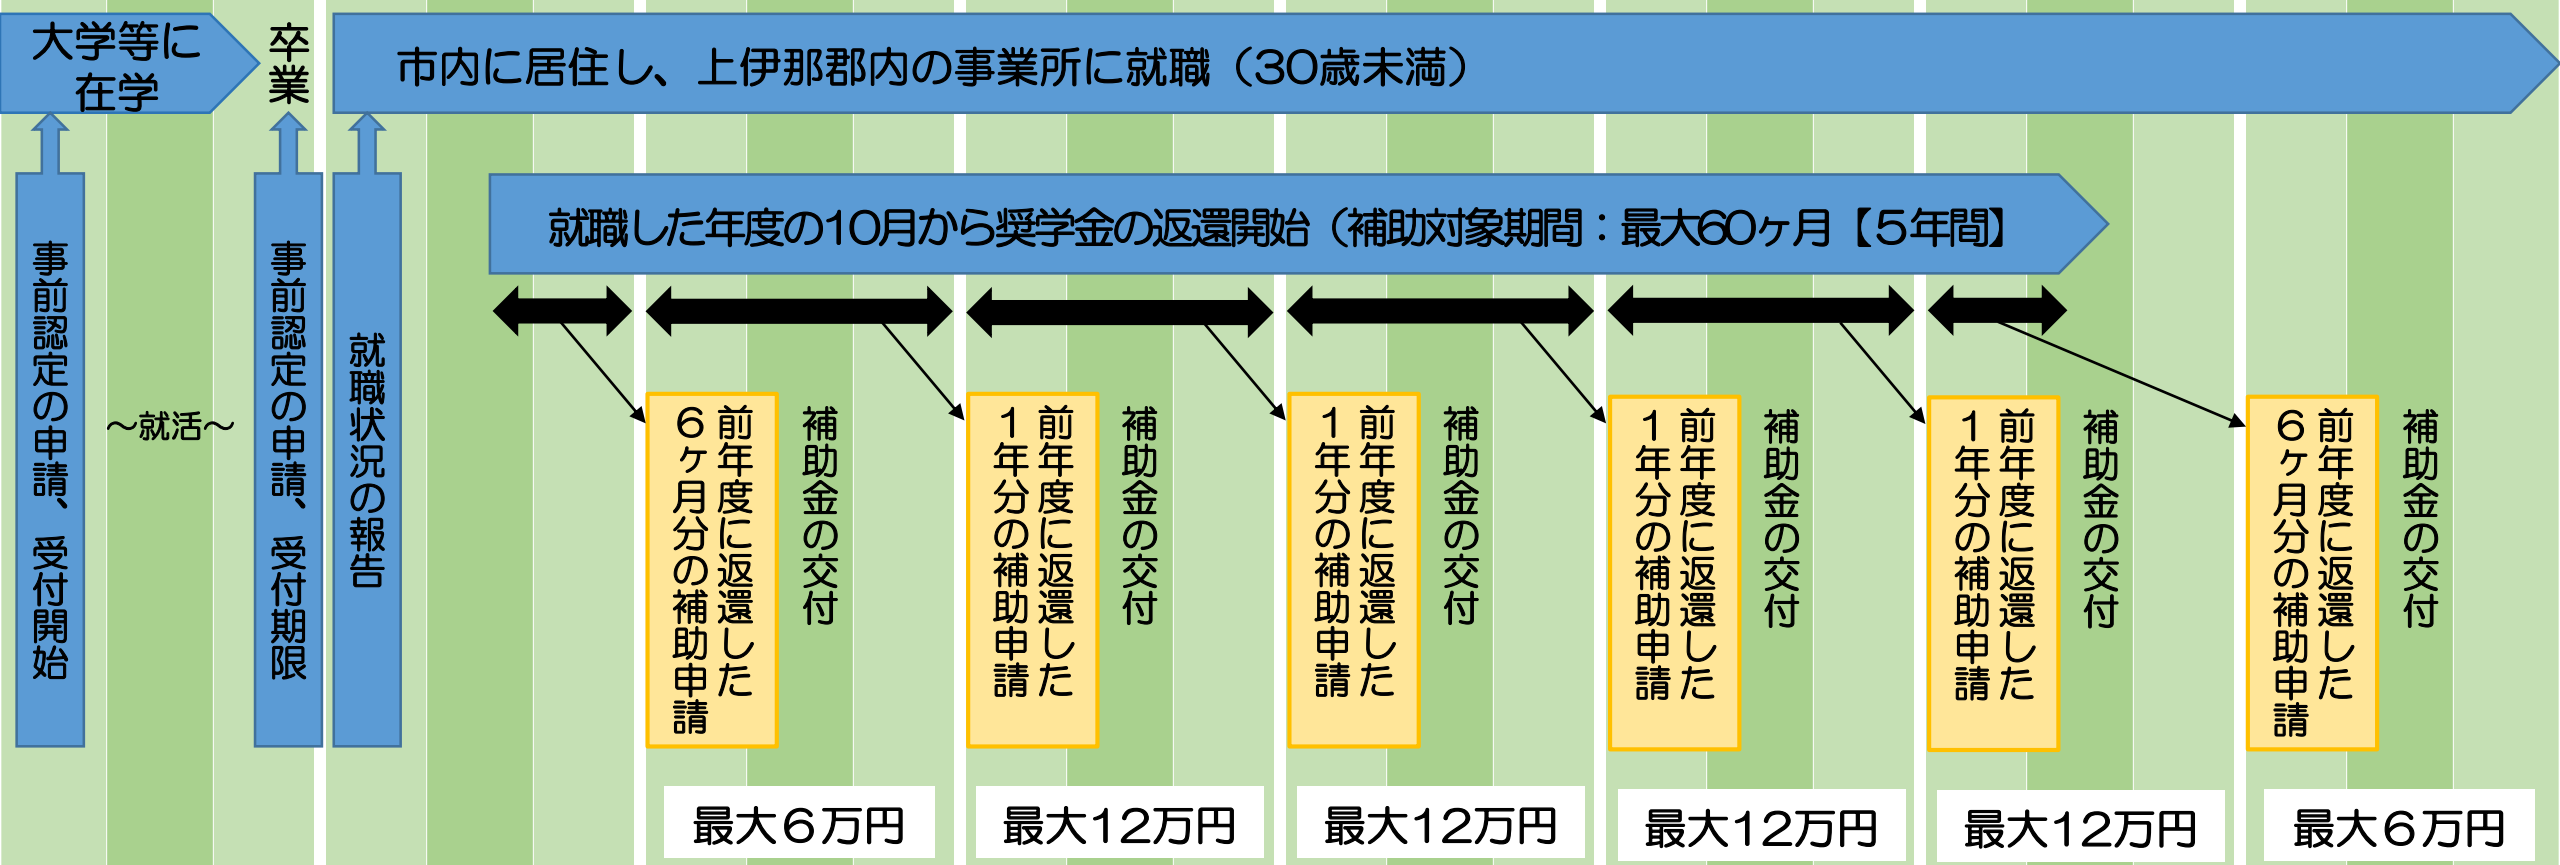 大学等に
在学
卒業
市内に居住し、上伊那郡内の事業所に就職（30歳未満）
就職した年度の10月から奨学金の返還開始（補助対象期間：最大60ヶ月【５年間】
事前認定の申請、受付開始
～就活～
事前認定の申請、受付期限
就職状況の報告
前年度に返還した
６ヶ月分の補助申請
補助金の交付
前年度に返還した
１年分の補助申請
補助金の交付
前年度に返還した
１年分の補助申請
補助金の交付
前年度に返還した
１年分の補助申請
補助金の交付
前年度に返還した
１年分の補助申請
補助金の交付
前年度に返還した
６ヶ月分の補助申請
補助金の交付
最大６万円
最大12万円
最大12万円
最大12万円
最大12万円
最大６万円